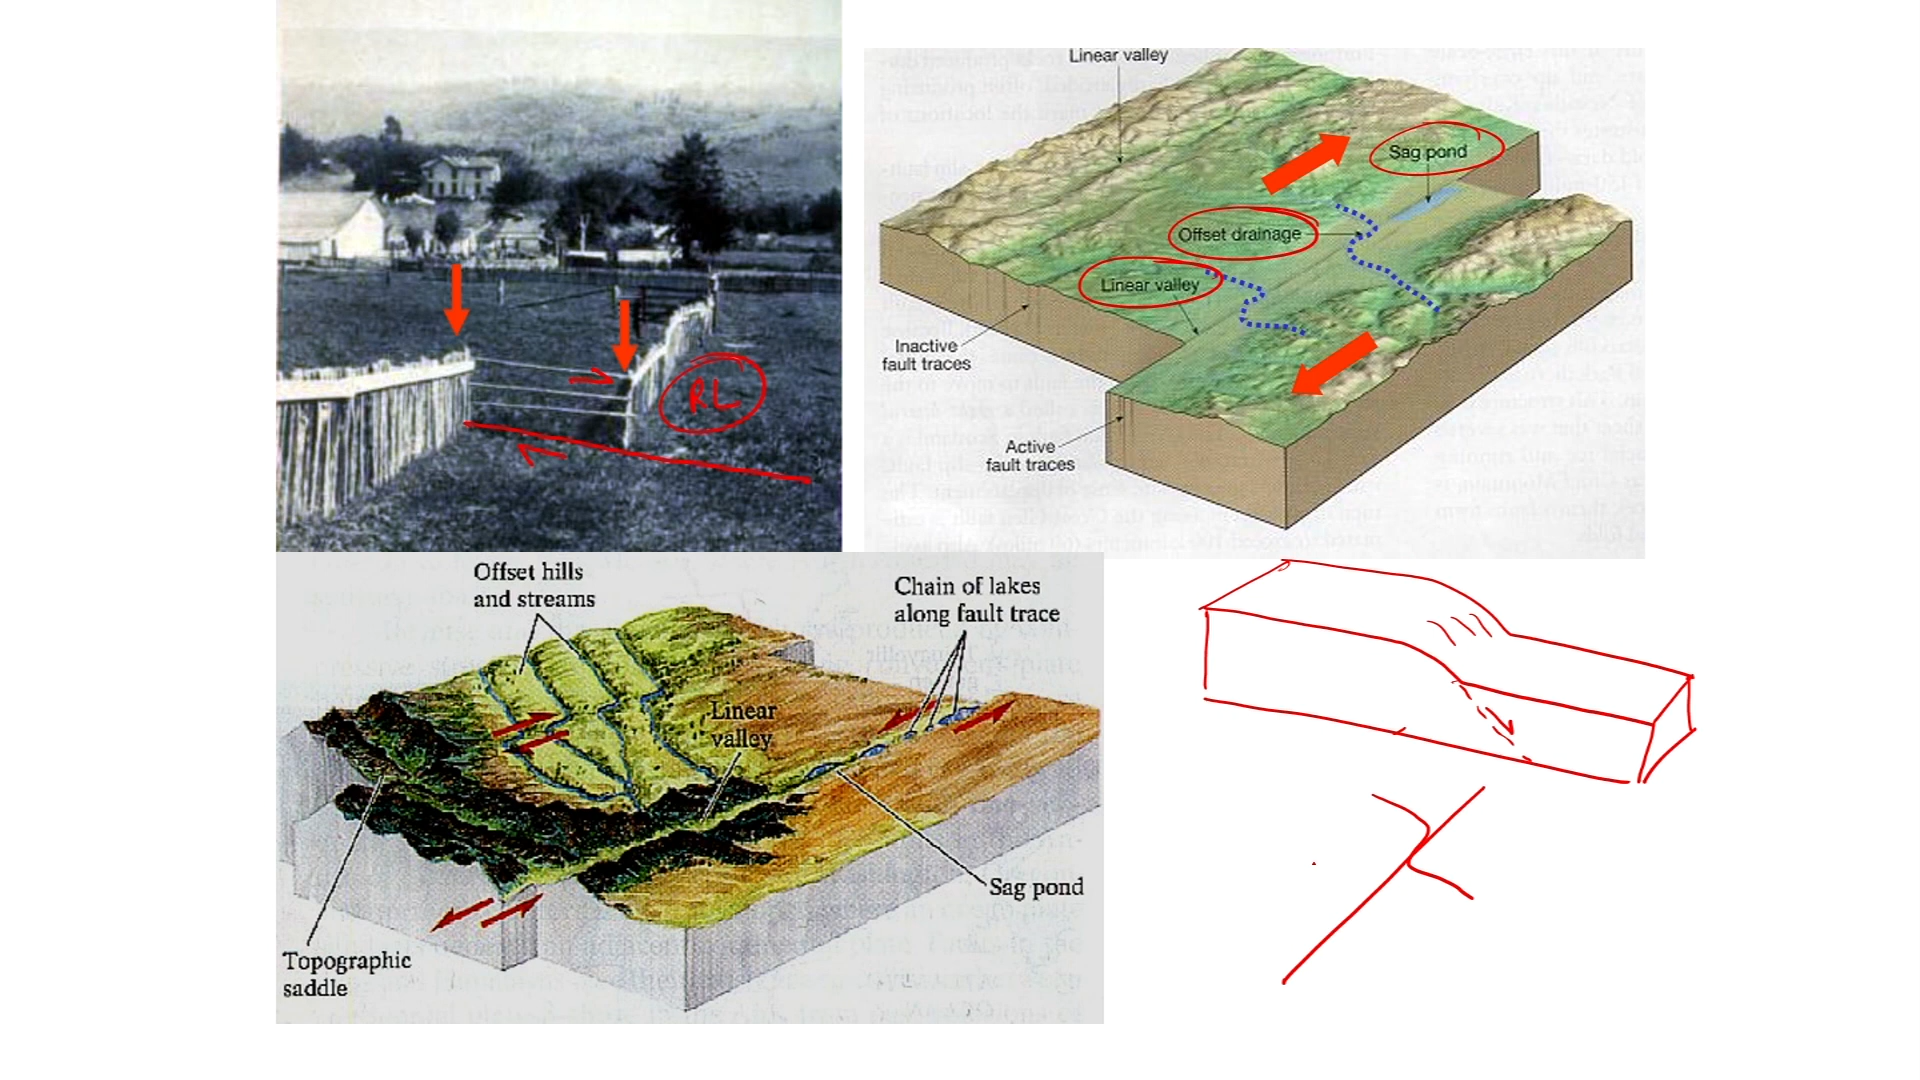 RL
Linear valley
Sag pond
Offset drainage
Linear valley
Inactive
fault traces
Active
fault traces
Offset hills
and streams
Chain of lakes
along fault trace
Linear
valley
Sag pond
Topographic
saddle